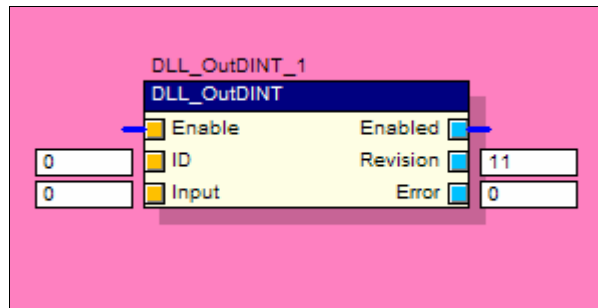 DLL_OutDINT_1
DLL_OutDINT
Enable Enabled
0 ID Revision 11
0 Input Error 0